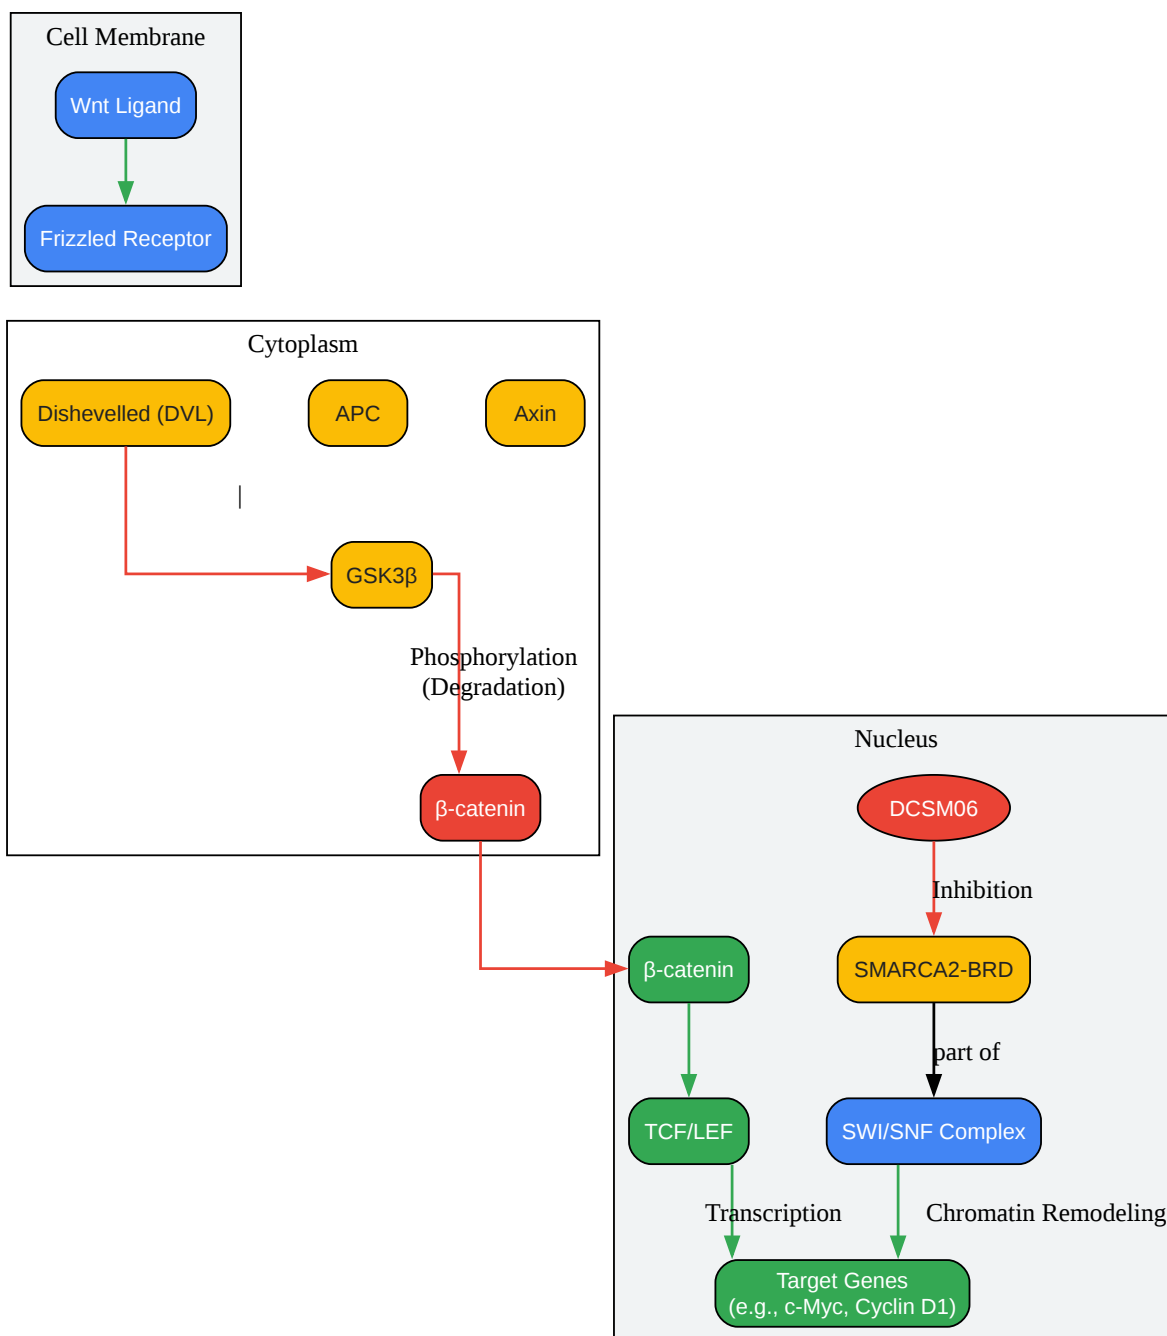 Cell Membrane
Wnt Ligand
Frizzled Receptor
Cytoplasm
Dishevelled (DVL)
APC
Axin
|
GSK3β
Phosphorylation
(Degradation)
β-catenin
Nucleus
DCSM06
Inhibition
β-catenin
SMARCA2-BRD
part of
TCF/LEF
SWI/SNF Complex
Transcription
Chromatin Remodeling
Target Genes
(e.g., c-Myc, Cyclin D1)